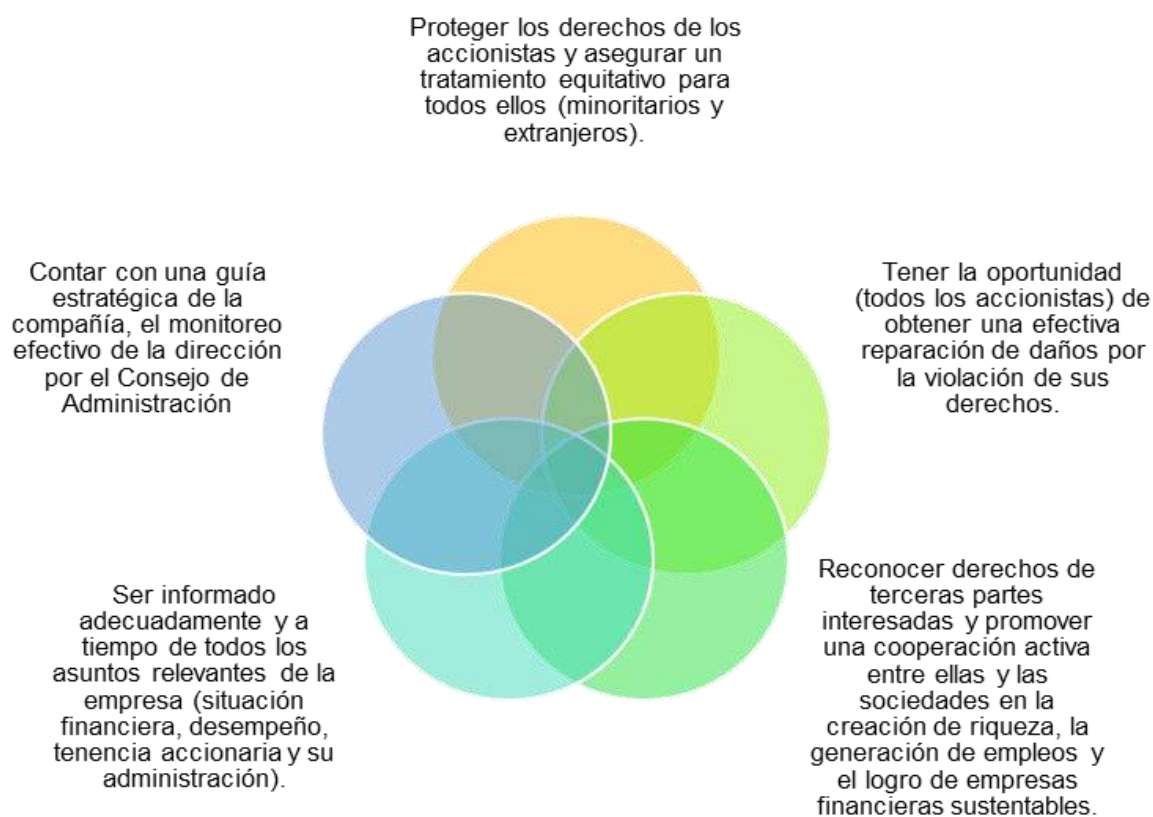 Proteger los derechos de los
accionistas y asegurar un
tratamiento equitativo para
todos ellos (minoritarios y
extranjeros).
Tener la oportunidad
(todos los accionistas) de
obtener una efectiva
reparación de daños por
la violación de sus
derechos.
Reconocer derechos de
terceras partes
interesadas y promover
una cooperación activa
entre ellas y las
sociedades en la
creación de riqueza, la
generación de empleos y
el logro de empresas
financieras sustentables.
Ser informado
adecuadamente y a
tiempo de todos los
asuntos relevantes de la
empresa (situación
financiera, desempeño,
tenencia accionaria y su
administración).
Contar con una guía
estratégica de la
compañía, el monitoreo
efectivo de la dirección
por el Consejo de
Administración